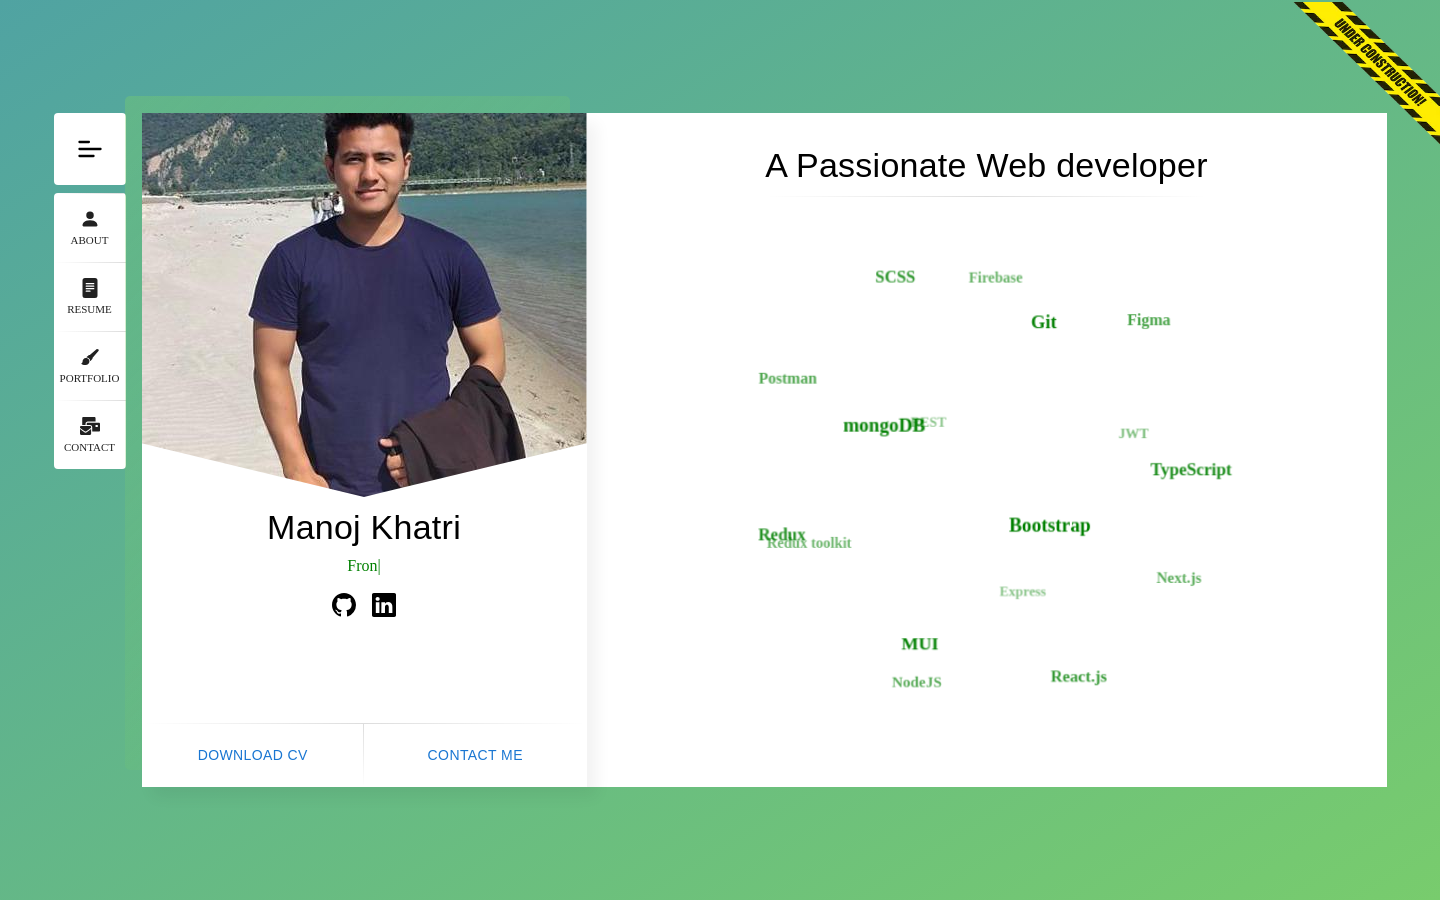 UNDER CONSTRUCTION!
ABOUT
RESUME
PORTFOLIO
CONTACT
Manoj Khatri
Fron|
DOWNLOAD CV
CONTACT ME
A Passionate Web developer
SCSS
Firebase
Git
Figma
Postman
mongoDB
REST
JWT
TypeScript
Bootstrap
Redux
Redux toolkit
Next.js
Express
MUI
React.js
NodeJS